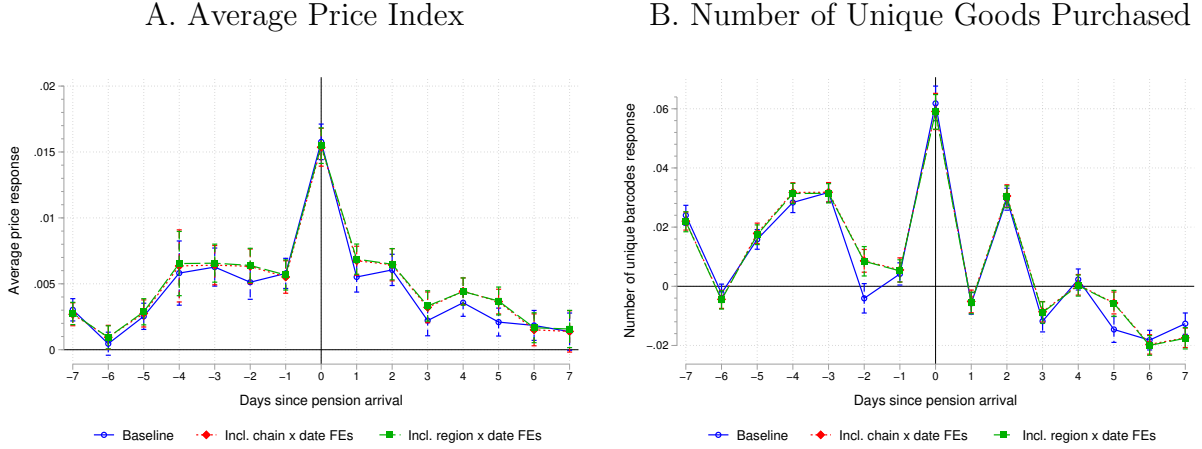 A. Average Price Index
.02
.015
.01
.005
0
Average price response
−7 −6 −5 −4 −3 −2 −1 0 1 2 3 4 5 6 7
Days since pension arrival
Baseline Incl. chain x date FEs Incl. region x date FEs
B. Number of Unique Goods Purchased
.06
.04
.02
0
−.02
Number of unique barcodes response
−7 −6 −5 −4 −3 −2 −1 0 1 2 3 4 5 6 7
Days since pension arrival
Baseline Incl. chain x date FEs Incl. region x date FEs